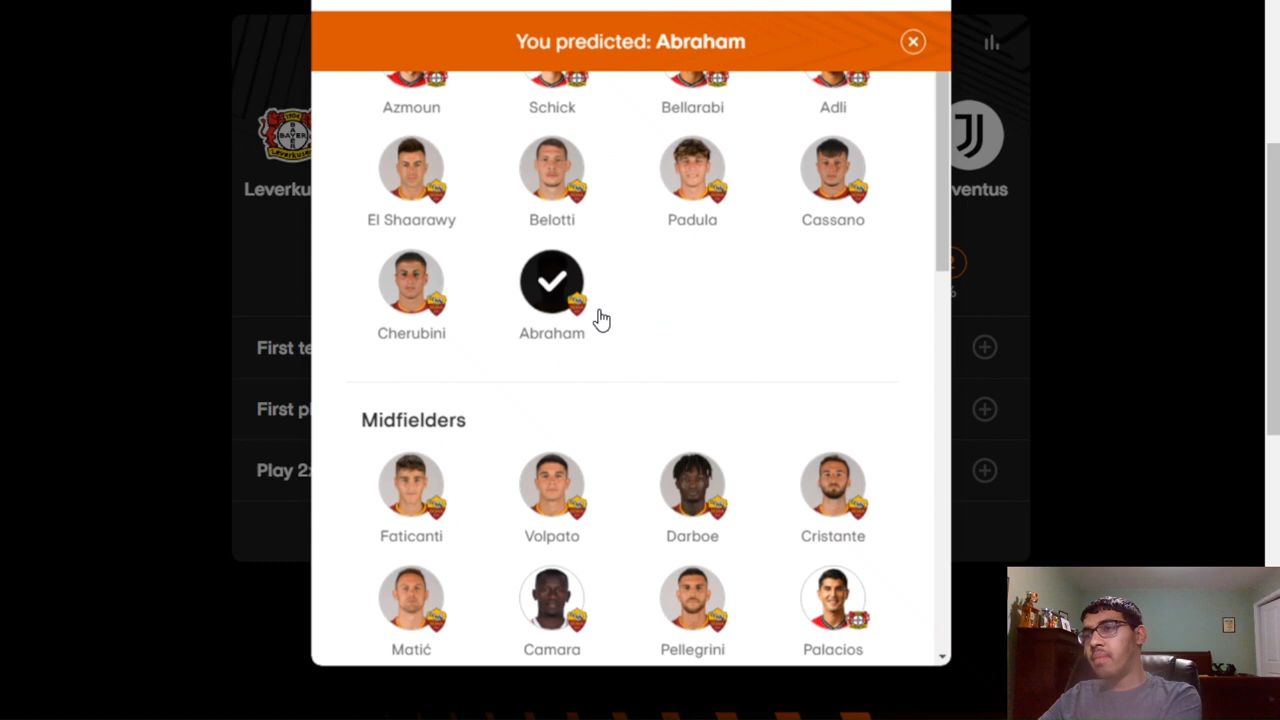 You predicted: Abraham
Azmoun Schick Bellarabi Adli
Leverku
ventus
El Shaarawy Belotti Padula Cassano
Cherubini Abraham
First te
Midfielders
First pl
Play 2
Faticanti Volpato Darboe Cristante
Matić Camara Pellegrini Palacios